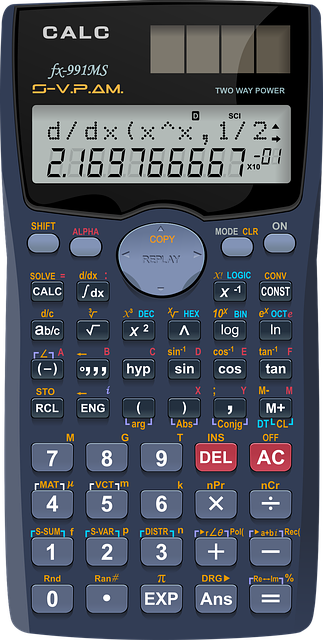 CALC
fx-991MS
S-V.P.AM.
TWO WAY POWER
D SCI
d/dx(x^x,1/2
2.169766667x10-01
SHIFT ALPHA COPY MODE CLR ON
REPLAY
SOLVE = d/dx : x! LOGIC CONV
CALC ∫dx x-1 CONST
d/c ³√ x³ DEC x√ HEX 10x BIN ex OCT e
ab/c √ x2 ^ log ln
∠ A ← B C sin-1 D cos-1 E tan-1 F
(–) °,,, hyp sin cos tan
STO ← i X ; Y M- M
RCL ENG ( ) , M+
arg Abs Conjg DT CL
M G T INS OFF
7 8 9 DEL AC
MAT μ VCT m k nPr nCr
4 5 6 × ÷
S-SUM f S-VAR p DISTR n ▶r∠θ Pol( ▶a+bi Rec(
1 2 3 + −
Rnd Ran# π DRG▶ Re↔Im %
0 • EXP Ans =